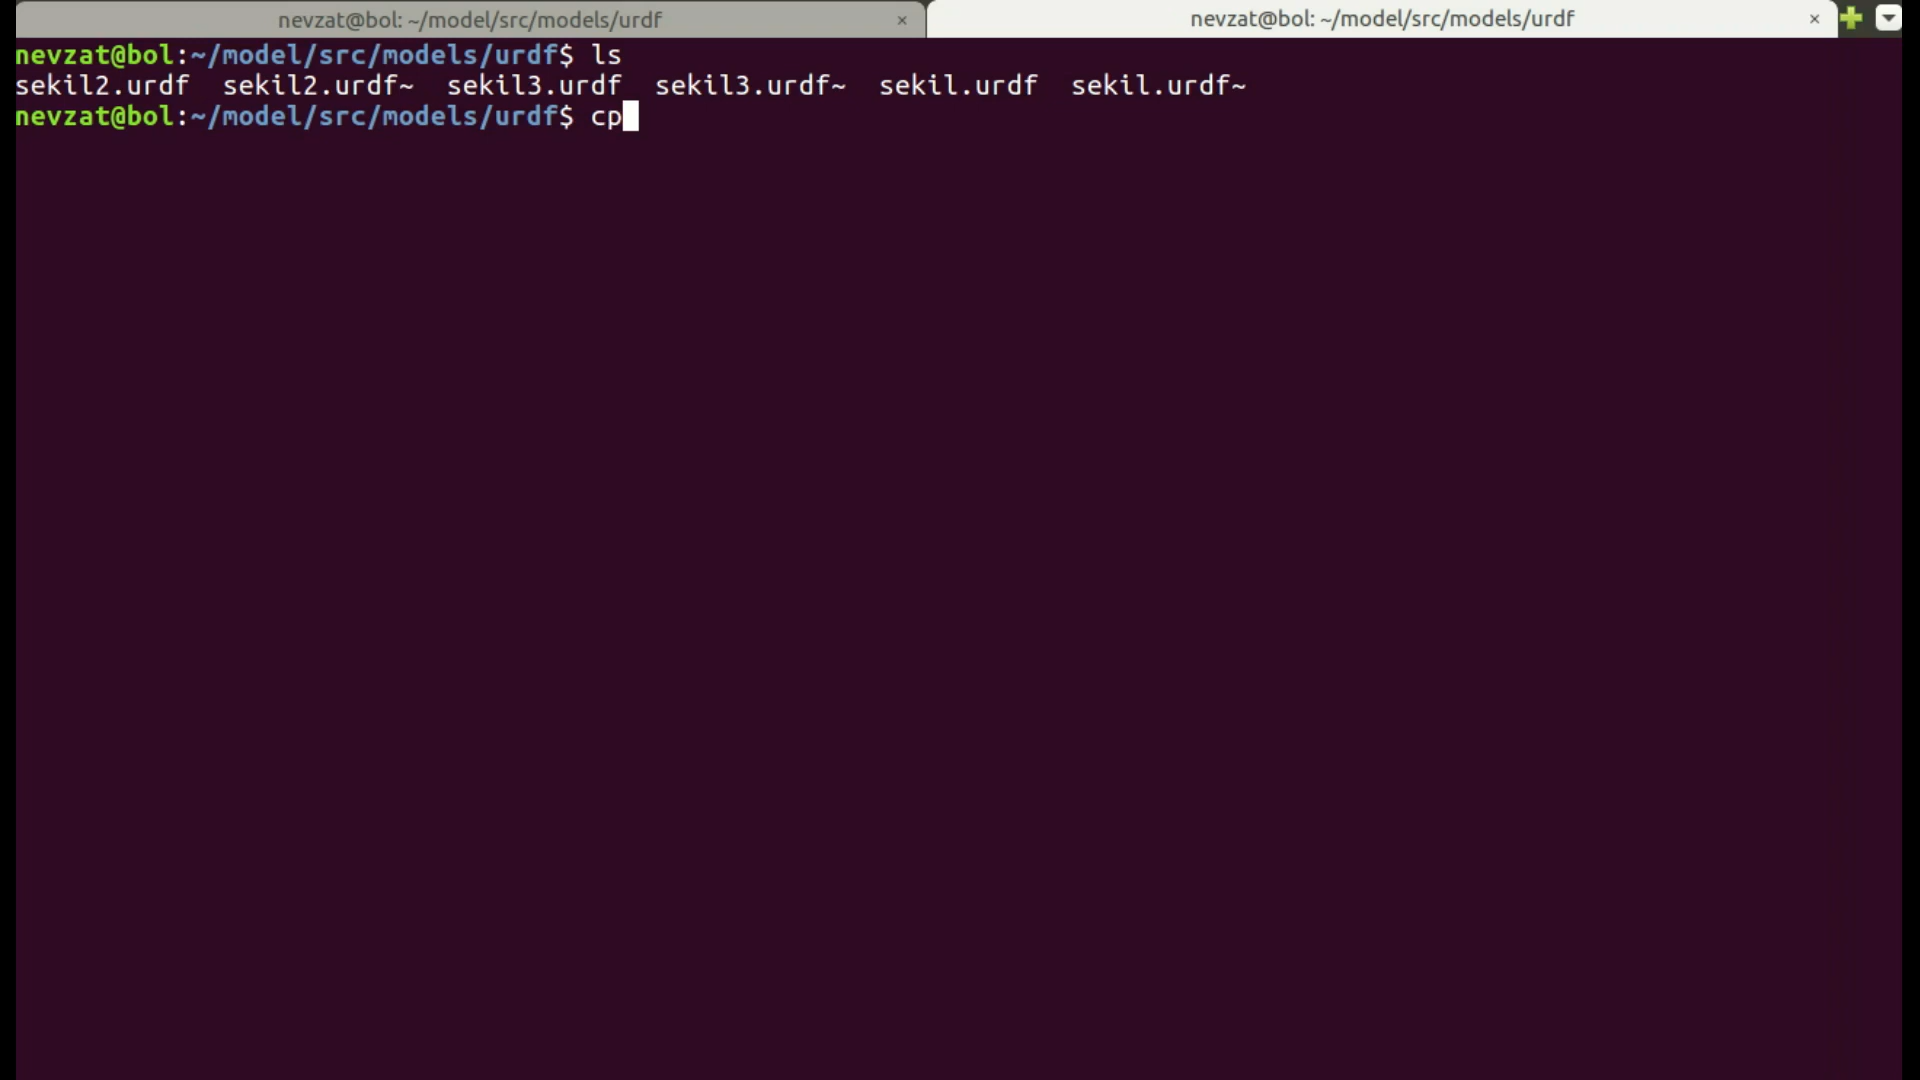 nevzat@bol: ~/model/src/models/urdf × nevzat@bol: ~/model/src/models/urdf ×
nevzat@bol:~/model/src/models/urdf$ ls
sekil2.urdf sekil2.urdf~ sekil3.urdf sekil3.urdf~ sekil.urdf sekil.urdf~
nevzat@bol:~/model/src/models/urdf$ cp